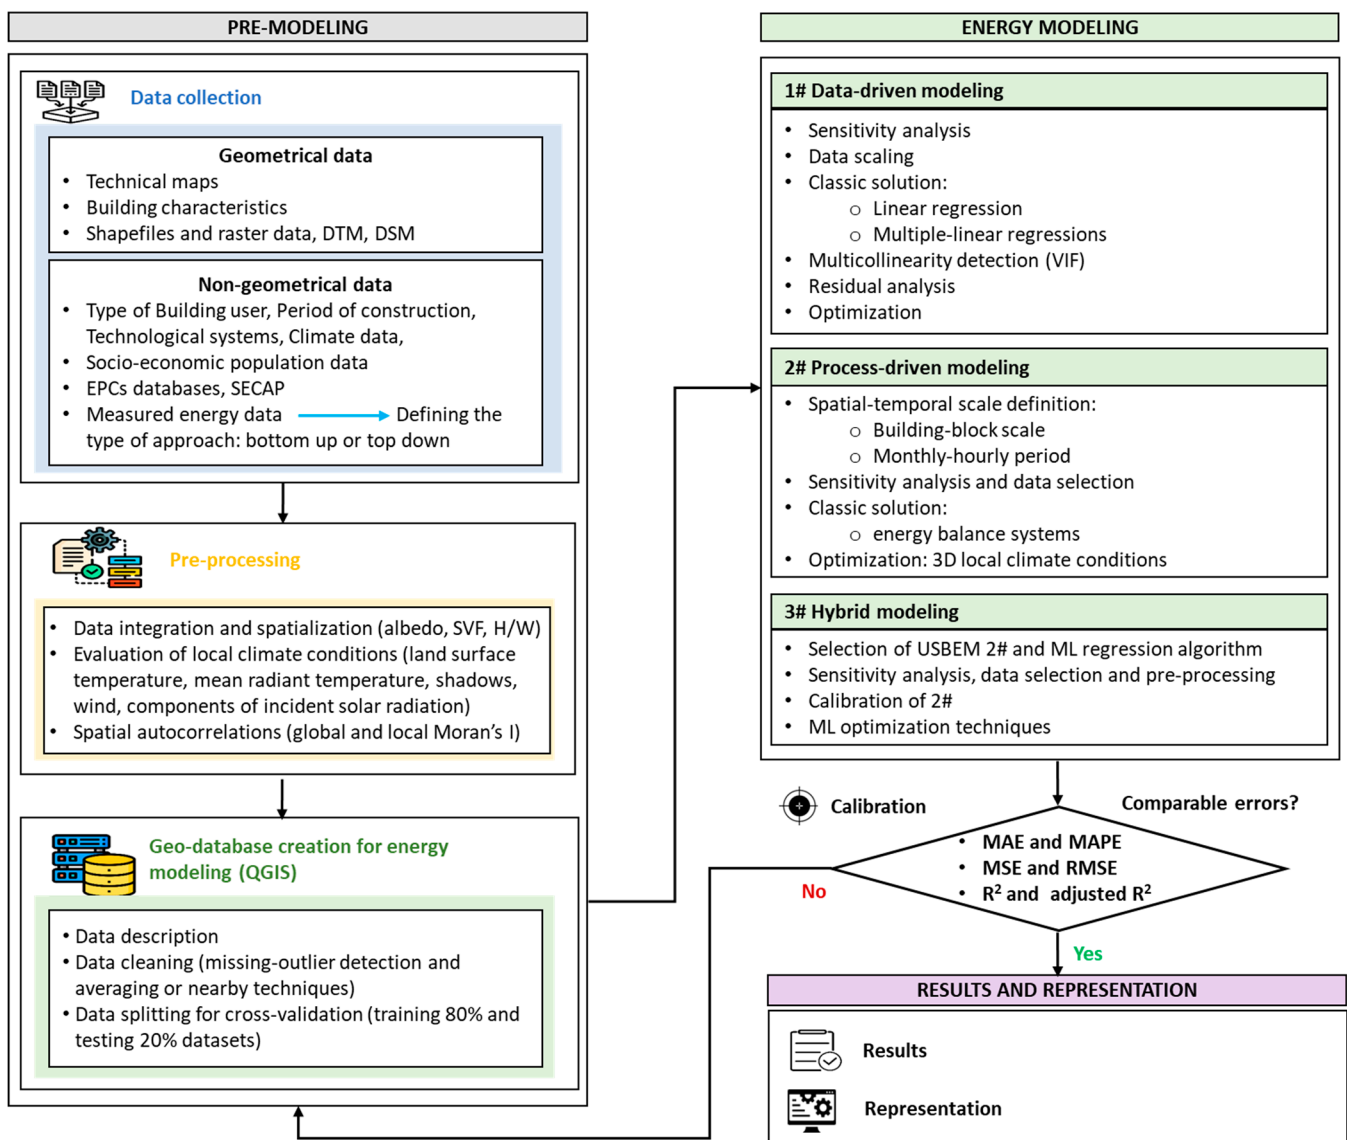 PRE-MODELING
Data collection
Geometrical data
• Technical maps
• Building characteristics
• Shapefiles and raster data, DTM, DSM
Non-geometrical data
• Type of Building user, Period of construction,
Technological systems, Climate data,
• Socio-economic population data
• EPCs databases, SECAP
• Measured energy data → Defining the
type of approach: bottom up or top down
Pre-processing
• Data integration and spatialization (albedo, SVF, H/W)
• Evaluation of local climate conditions (land surface
temperature, mean radiant temperature, shadows,
wind, components of incident solar radiation)
• Spatial autocorrelations (global and local Moran's I)
Geo-database creation for energy
modeling (QGIS)
• Data description
• Data cleaning (missing-outlier detection and
averaging or nearby techniques)
• Data splitting for cross-validation (training 80% and
testing 20% datasets)
ENERGY MODELING
1# Data-driven modeling
• Sensitivity analysis
• Data scaling
• Classic solution:
o Linear regression
o Multiple-linear regressions
• Multicollinearity detection (VIF)
• Residual analysis
• Optimization
2# Process-driven modeling
• Spatial-temporal scale definition:
o Building-block scale
o Monthly-hourly period
• Sensitivity analysis and data selection
• Classic solution:
o energy balance systems
• Optimization: 3D local climate conditions
3# Hybrid modeling
• Selection of USBEM 2# and ML regression algorithm
• Sensitivity analysis, data selection and pre-processing
• Calibration of 2#
• ML optimization techniques
Calibration
Comparable errors?
• MAE and MAPE
• MSE and RMSE
• R² and adjusted R²
No
Yes
RESULTS AND REPRESENTATION
Results
Representation